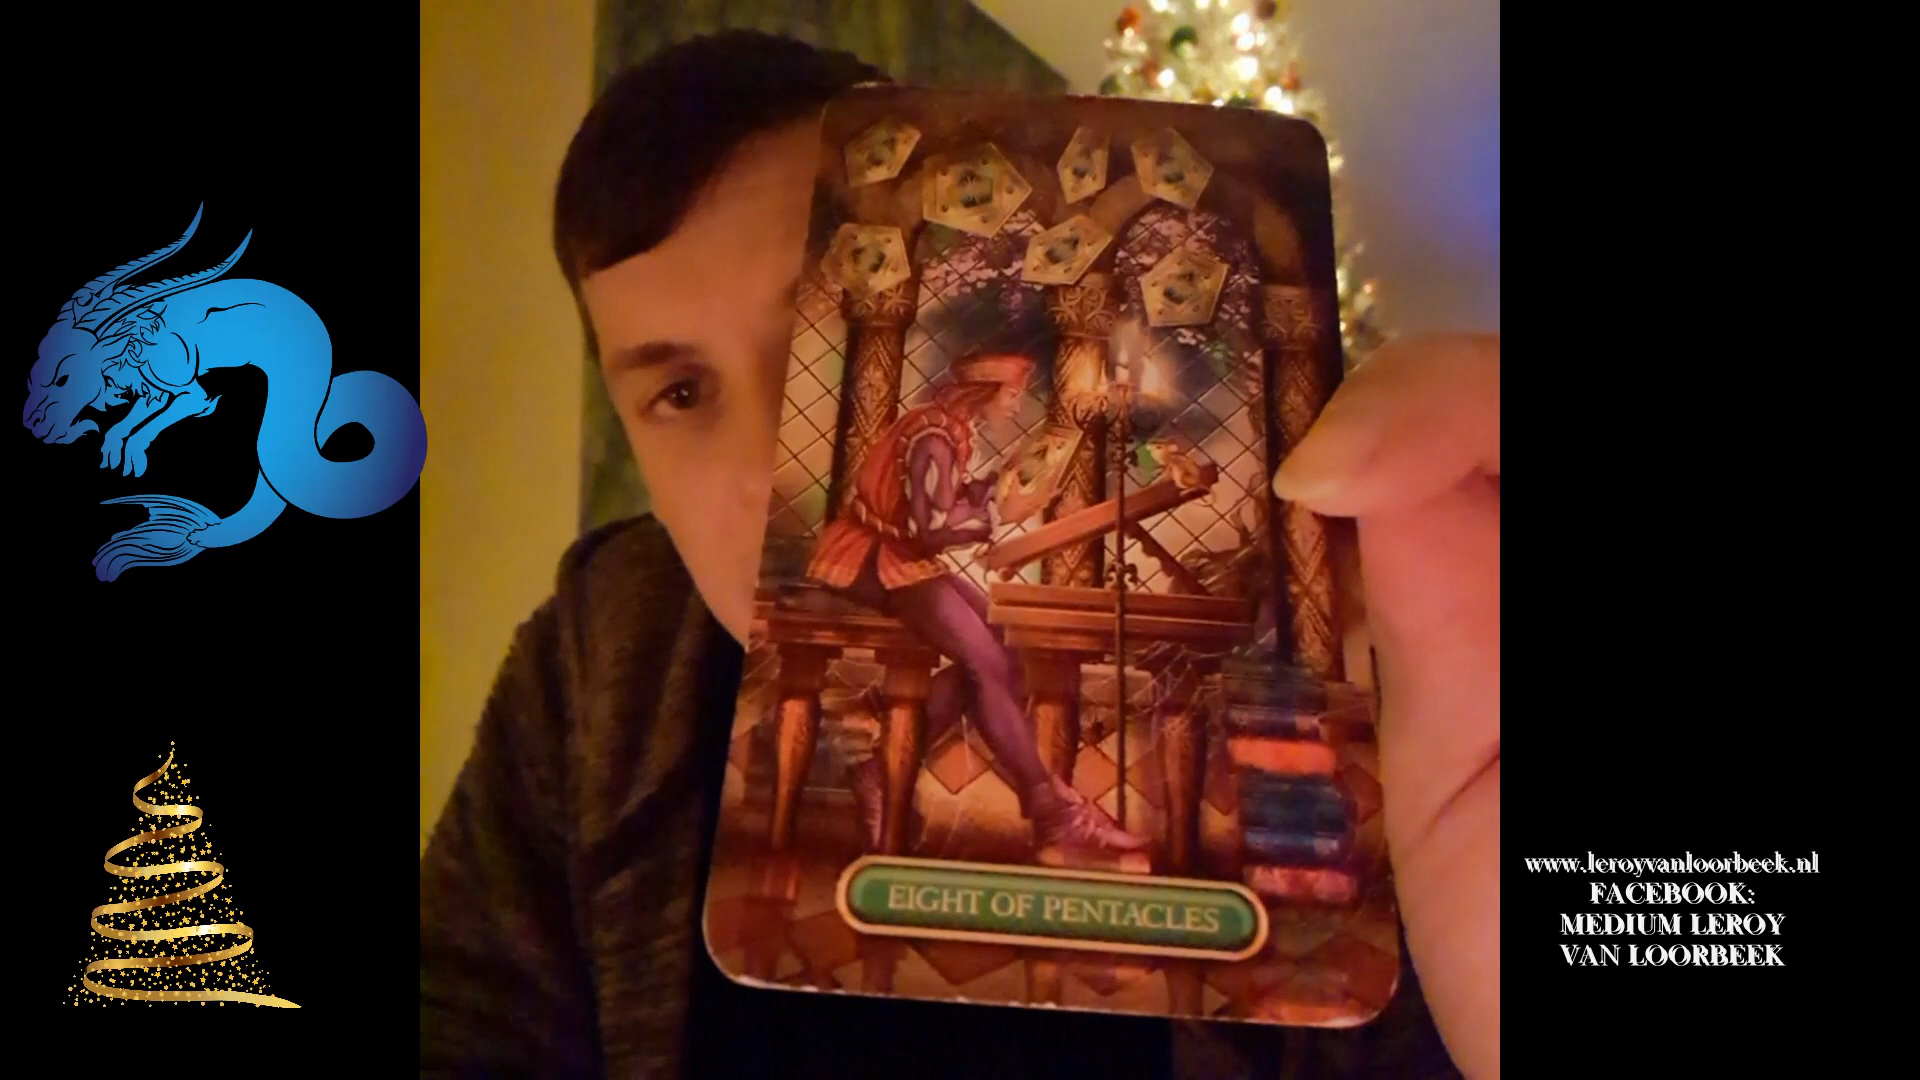 EIGHT OF PENTACLES
www.leroyvanloorbeek.nl
FACEBOOK:
MEDIUM LEROY
VAN LOORBEEK